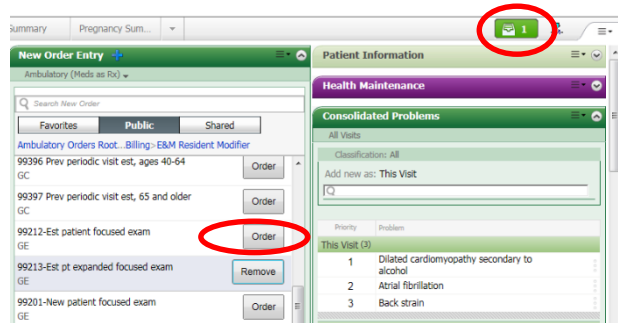 Summary Pregnancy Sum... 1
New Order Entry
Ambulatory (Meds as Rx)
Search New Order
Favorites Public Shared
Ambulatory Orders Root...Billing>E&M Resident Modifier
99396 Prev periodic visit est, ages 40-64
GC
Order
99397 Prev periodic visit est, 65 and older
GC
Order
99212-Est patient focused exam
GE
Order
99213-Est pt expanded focused exam
GE
Remove
99201-New patient focused exam
GE
Order
Patient Information
Health Maintenance
Consolidated Problems
All Visits
Classification: All
Add new as: This Visit
Priority Problem
This Visit (3)
1 Dilated cardiomyopathy secondary to
alcohol
2 Atrial fibrillation
3 Back strain